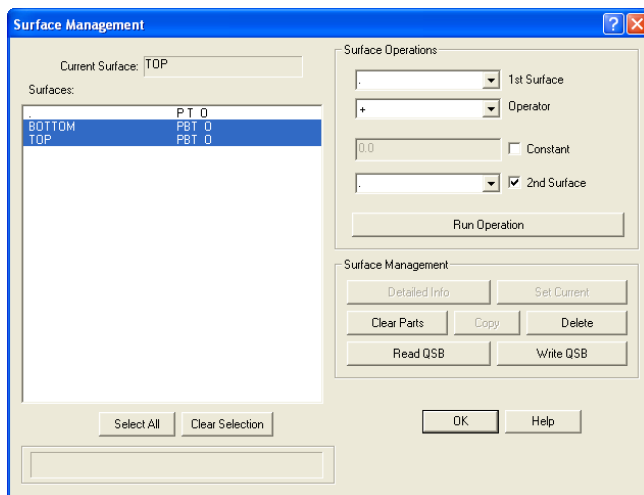 Surface Management
Current Surface: TOP
Surfaces:
. P T O
BOTTOM PBT O
TOP PBT O
Select All Clear Selection
Surface Operations
. 1st Surface
+ Operator
0.0 Constant
. 2nd Surface
Run Operation
Surface Management
Detailed Info Set Current
Clear Parts Copy Delete
Read QSB Write QSB
OK Help